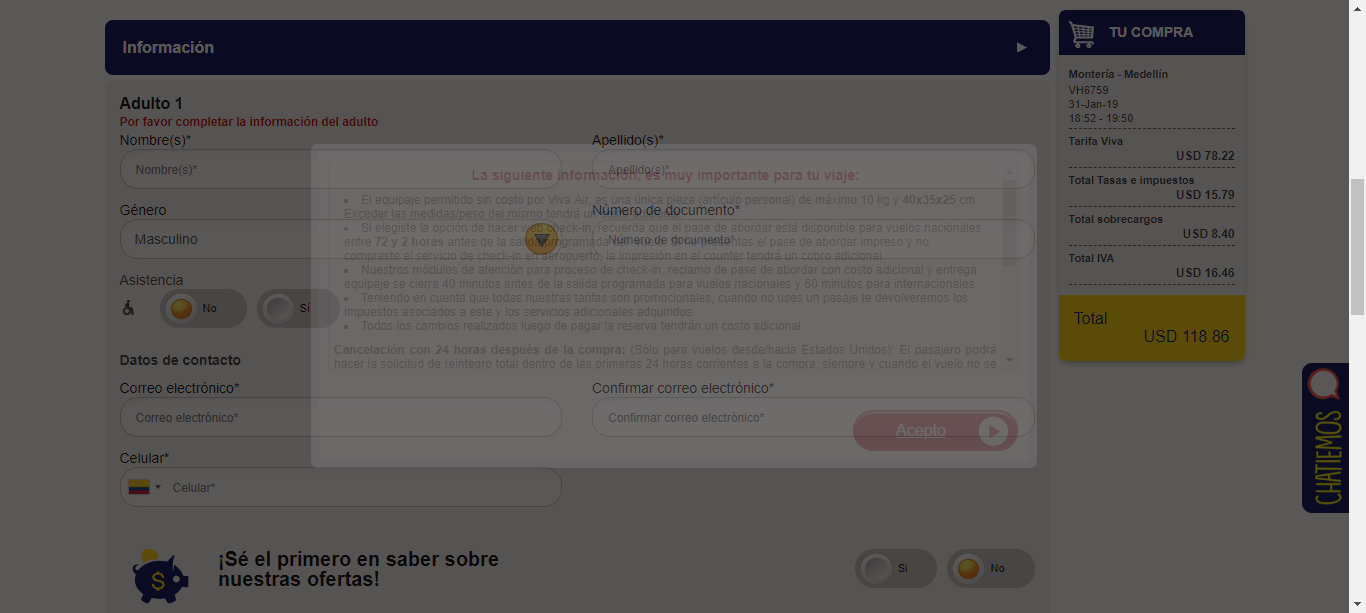 Información
TU COMPRA
Montería - Medellín
VH6759
31-Jan-19
18:52 - 19:50
Tarifa Viva
USD 78.22
Total Tasas e impuestos
USD 15.79
Total sobrecargos
USD 8.40
Total IVA
USD 16.46
Total
USD 118.86
Adulto 1
Por favor completar la información del adulto
Nombre(s)*
Apellido(s)*
Nombre(s)*
Apellido(s)*
Género
Número de documento*
Masculino
Número de documento*
Asistencia
No
Sí
Datos de contacto
Correo electrónico*
Confirmar correo electrónico*
Correo electrónico*
Confirmar correo electrónico*
Celular*
Celular*
La siguiente información, es muy importante para tu viaje:
El equipaje permitido sin costo por Viva Air, es una única pieza (artículo personal) de máximo 10 kg y 40x35x25 cm.
Exceder las medidas/peso del mismo tendrá un
Si elegiste la opción de hacer web check-in, recuerda que el pase de abordar está disponible para vuelos nacionales
entre 72 y 2 horas antes de la salida programada del vuelo. Si no presentas el pase de abordar impreso y no
compraste el servicio de check-in en aeropuerto, la impresión en el counter tendrá un cobro adicional.
Nuestros módulos de atención para proceso de check-in, reclamo de pase de abordar con costo adicional y entrega
equipaje se cierra 40 minutos antes de la salida programada para vuelos nacionales y 60 minutos para internacionales.
Teniendo en cuenta que todas nuestras tarifas son promocionales, cuando no uses un pasaje te devolveremos los
impuestos asociados a este y los servicios adicionales adquiridos.
Todos los cambios realizados luego de pagar la reserva tendrán un costo adicional
Cancelación con 24 horas después de la compra: (Sólo para vuelos desde/hacia Estados Unidos): El pasajero podrá
hacer la solicitud de reintegro total dentro de las primeras 24 horas corrientes a la compra, siempre y cuando el vuelo no se
Acepto
CHATIEMOS
$
¡Sé el primero en saber sobre
nuestras ofertas!
Si
No